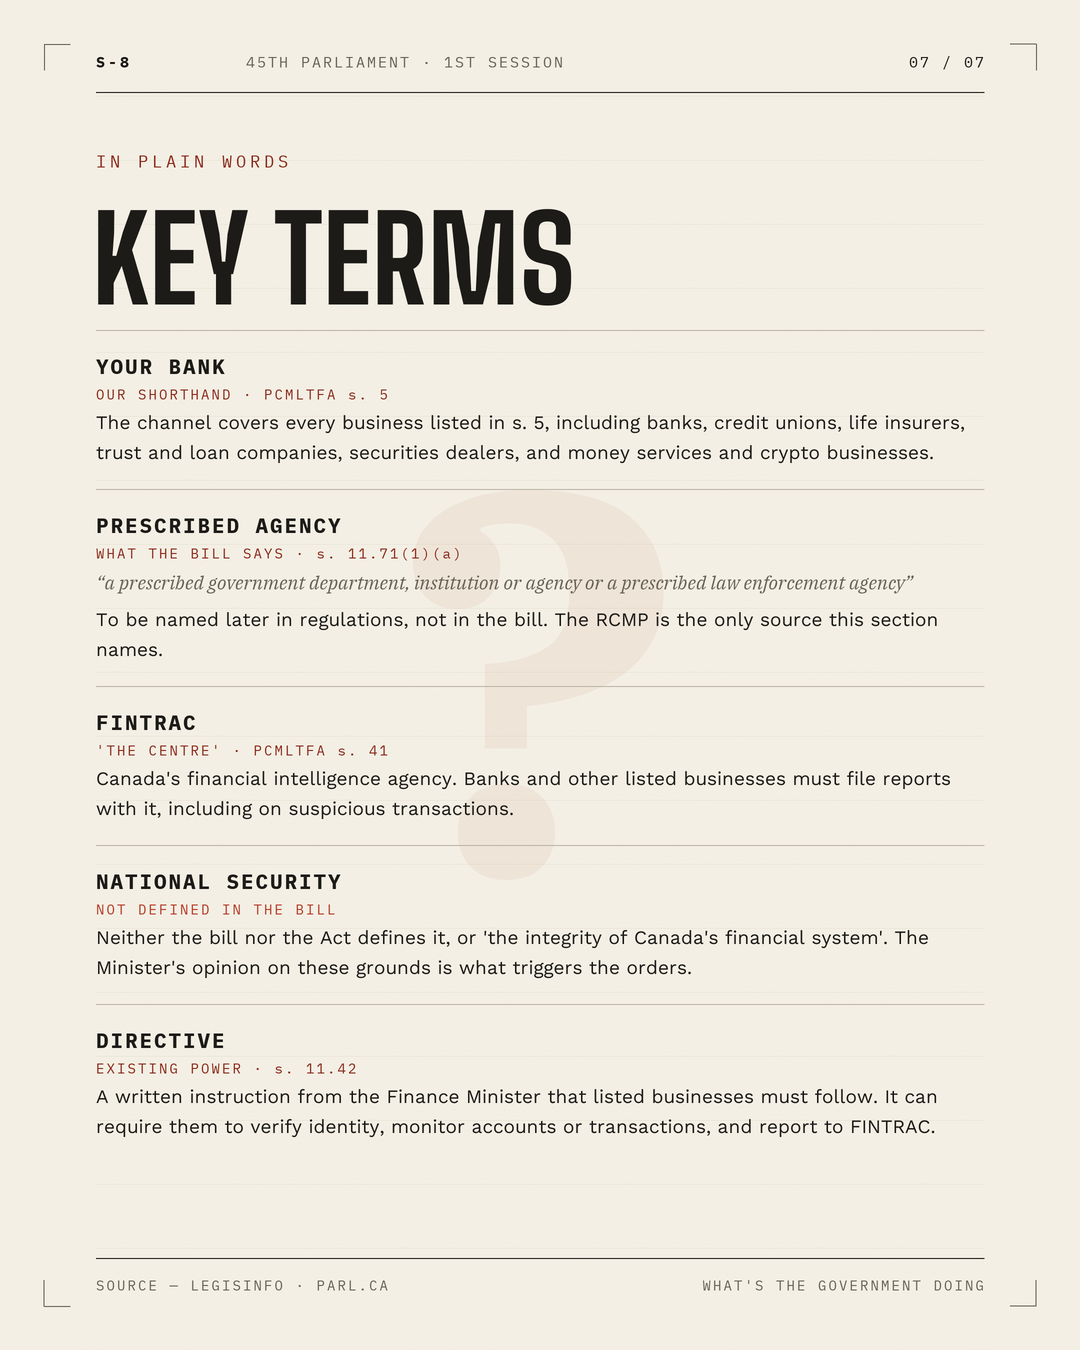 S-8 45TH PARLIAMENT · 1ST SESSION 07 / 07
IN PLAIN WORDS
KEY TERMS
YOUR BANK
OUR SHORTHAND · PCMLTFA s. 5
The channel covers every business listed in s. 5, including banks, credit unions, life insurers,
trust and loan companies, securities dealers, and money services and crypto businesses.
PRESCRIBED AGENCY
WHAT THE BILL SAYS · s. 11.71(1)(a)
“a prescribed government department, institution or agency or a prescribed law enforcement agency”
To be named later in regulations, not in the bill. The RCMP is the only source this section
names.
FINTRAC
'THE CENTRE' · PCMLTFA s. 41
Canada's financial intelligence agency. Banks and other listed businesses must file reports
with it, including on suspicious transactions.
NATIONAL SECURITY
NOT DEFINED IN THE BILL
Neither the bill nor the Act defines it, or 'the integrity of Canada's financial system'. The
Minister's opinion on these grounds is what triggers the orders.
DIRECTIVE
EXISTING POWER · s. 11.42
A written instruction from the Finance Minister that listed businesses must follow. It can
require them to verify identity, monitor accounts or transactions, and report to FINTRAC.
SOURCE — LEGISINFO · PARL.CA WHAT'S THE GOVERNMENT DOING
?